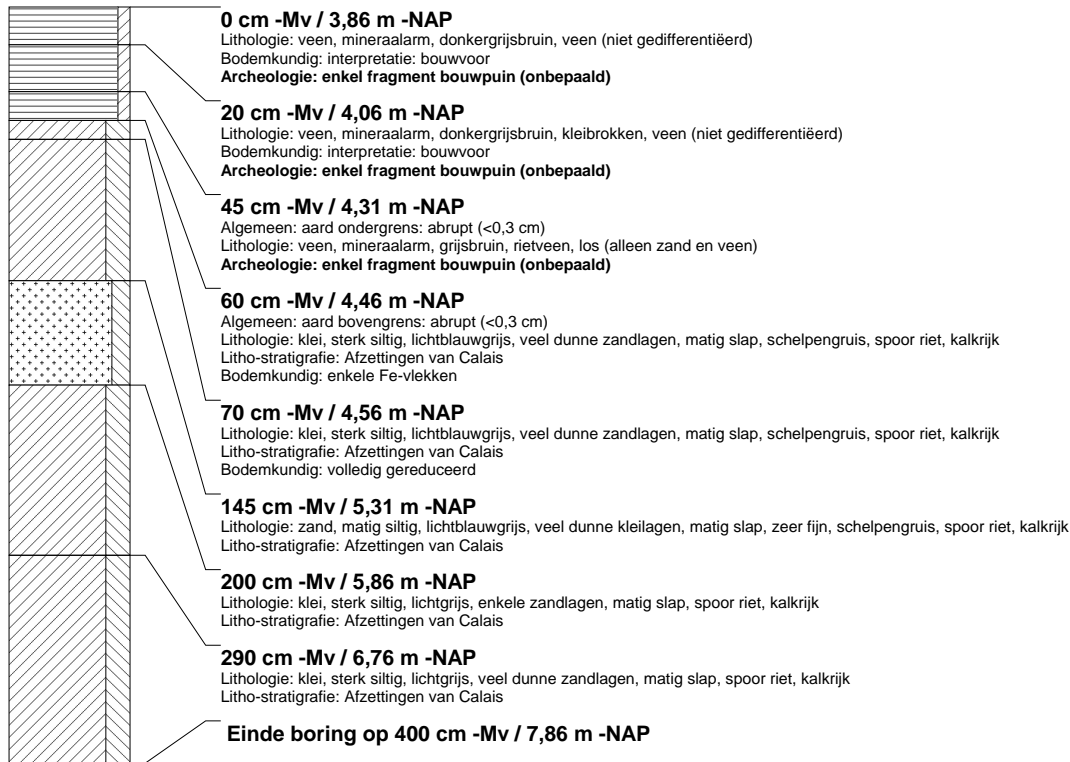 0 cm -Mv / 3,86 m -NAP
Lithologie: veen, mineraalarm, donkergrijsbruin, veen (niet gedifferentiëerd)
Bodemkundig: interpretatie: bouwvoor
Archeologie: enkel fragment bouwpuin (onbepaald)
20 cm -Mv / 4,06 m -NAP
Lithologie: veen, mineraalarm, donkergrijsbruin, kleibrokken, veen (niet gedifferentiëerd)
Bodemkundig: interpretatie: bouwvoor
Archeologie: enkel fragment bouwpuin (onbepaald)
45 cm -Mv / 4,31 m -NAP
Algemeen: aard ondergrens: abrupt (<0,3 cm)
Lithologie: veen, mineraalarm, grijsbruin, rietveen, los (alleen zand en veen)
Archeologie: enkel fragment bouwpuin (onbepaald)
60 cm -Mv / 4,46 m -NAP
Algemeen: aard bovengrens: abrupt (<0,3 cm)
Lithologie: klei, sterk siltig, lichtblauwgrijs, veel dunne zandlagen, matig slap, schelpengruis, spoor riet, kalkrijk
Litho-stratigrafie: Afzettingen van Calais
Bodemkundig: enkele Fe-vlekken
70 cm -Mv / 4,56 m -NAP
Lithologie: klei, sterk siltig, lichtblauwgrijs, veel dunne zandlagen, matig slap, schelpengruis, spoor riet, kalkrijk
Litho-stratigrafie: Afzettingen van Calais
Bodemkundig: volledig gereduceerd
145 cm -Mv / 5,31 m -NAP
Lithologie: zand, matig siltig, lichtblauwgrijs, veel dunne kleilagen, matig slap, zeer fijn, schelpengruis, spoor riet, kalkrijk
Litho-stratigrafie: Afzettingen van Calais
200 cm -Mv / 5,86 m -NAP
Lithologie: klei, sterk siltig, lichtgrijs, enkele zandlagen, matig slap, spoor riet, kalkrijk
Litho-stratigrafie: Afzettingen van Calais
290 cm -Mv / 6,76 m -NAP
Lithologie: klei, sterk siltig, lichtgrijs, veel dunne zandlagen, matig slap, spoor riet, kalkrijk
Litho-stratigrafie: Afzettingen van Calais
Einde boring op 400 cm -Mv / 7,86 m -NAP